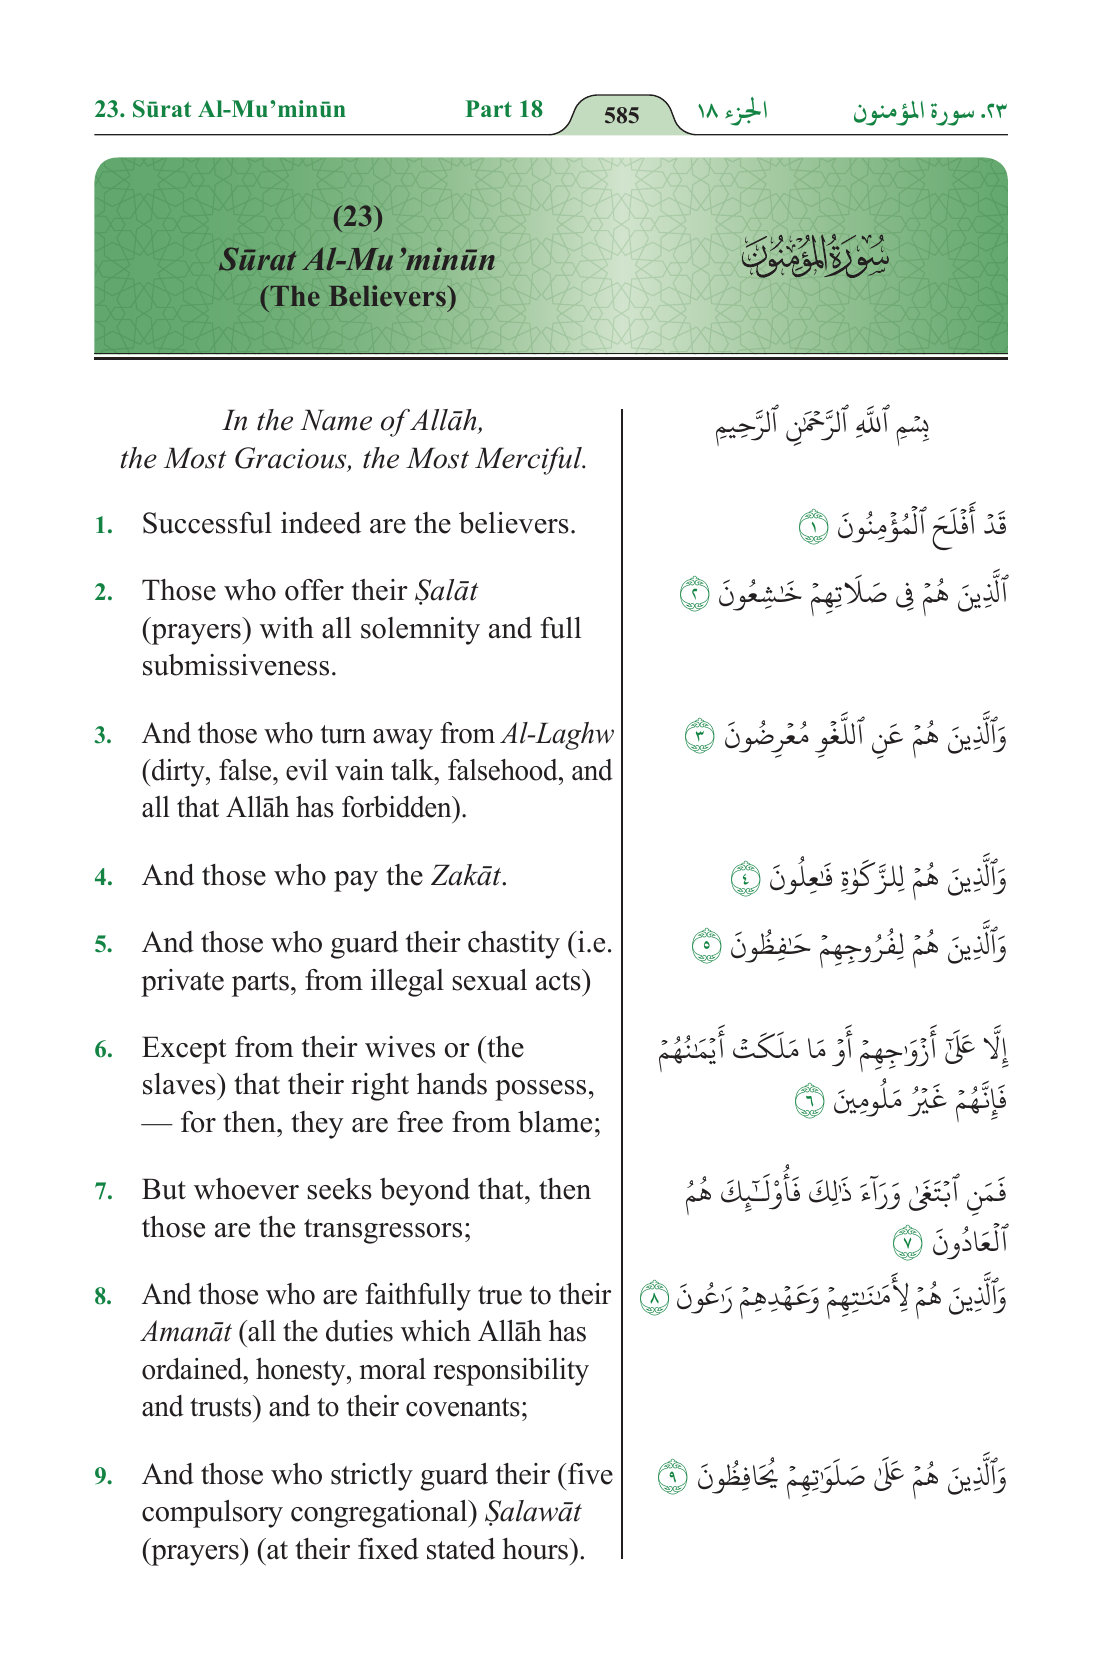 23. Sūrat Al-Mu’minūn Part 18 585 الجزء ١٨ ٢٣. سورة المؤمنون
(23)
Sūrat Al-Mu’minūn
(The Believers)
سُورَةُ المُؤْمِنُونَ
In the Name of Allāh,
the Most Gracious, the Most Merciful.
1. Successful indeed are the believers.
2. Those who offer their Ṣalāt
(prayers) with all solemnity and full
submissiveness.
3. And those who turn away from Al-Laghw
(dirty, false, evil vain talk, falsehood, and
all that Allāh has forbidden).
4. And those who pay the Zakāt.
5. And those who guard their chastity (i.e.
private parts, from illegal sexual acts)
6. Except from their wives or (the
slaves) that their right hands possess,
— for then, they are free from blame;
7. But whoever seeks beyond that, then
those are the transgressors;
8. And those who are faithfully true to their
Amanāt (all the duties which Allāh has
ordained, honesty, moral responsibility
and trusts) and to their covenants;
9. And those who strictly guard their (five
compulsory congregational) Ṣalawāt
(prayers) (at their fixed stated hours).
بِسْمِ ٱللَّهِ ٱلرَّحْمَٰنِ ٱلرَّحِيمِ
قَدْ أَفْلَحَ ٱلْمُؤْمِنُونَ ١
ٱلَّذِينَ هُمْ فِى صَلَاتِهِمْ خَٰشِعُونَ ٢
وَٱلَّذِينَ هُمْ عَنِ ٱللَّغْوِ مُعْرِضُونَ ٣
وَٱلَّذِينَ هُمْ لِلزَّكَوٰةِ فَٰعِلُونَ ٤
وَٱلَّذِينَ هُمْ لِفُرُوجِهِمْ حَٰفِظُونَ ٥
إِلَّا عَلَىٰٓ أَزْوَٰجِهِمْ أَوْ مَا مَلَكَتْ أَيْمَٰنُهُمْ
فَإِنَّهُمْ غَيْرُ مَلُومِينَ ٦
فَمَنِ ٱبْتَغَىٰ وَرَآءَ ذَٰلِكَ فَأُو۟لَٰٓئِكَ هُمُ
ٱلْعَادُونَ ٧
وَٱلَّذِينَ هُمْ لِأَمَٰنَٰتِهِمْ وَعَهْدِهِمْ رَٰعُونَ ٨
وَٱلَّذِينَ هُمْ عَلَىٰ صَلَوَٰتِهِمْ يُحَافِظُونَ ٩